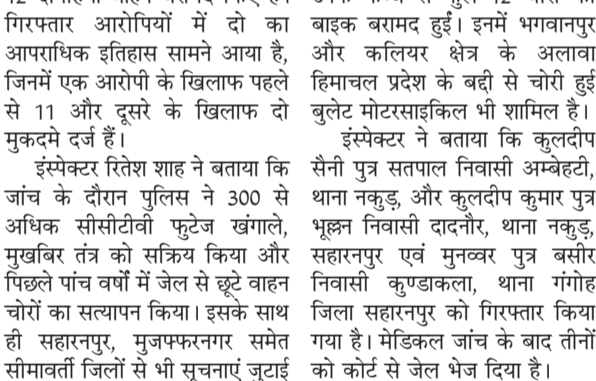 गिरफ्तार आरोपियों में दो का
आपराधिक इतिहास सामने आया है,
जिनमें एक आरोपी के खिलाफ पहले
से 11 और दूसरे के खिलाफ दो
मुकदमे दर्ज हैं।
इंस्पेक्टर रितेश शाह ने बताया कि
जांच के दौरान पुलिस ने 300 से
अधिक सीसीटीवी फुटेज खंगाले,
मुखबिर तंत्र को सक्रिय किया और
पिछले पांच वर्षों में जेल से छूटे वाहन
चोरों का सत्यापन किया। इसके साथ
ही सहारनपुर, मुजफ्फरनगर समेत
सीमावर्ती जिलों से भी सूचनाएं जुटाई
बाइक बरामद हुईं। इनमें भगवानपुर
और कलियर क्षेत्र के अलावा
हिमाचल प्रदेश के बद्दी से चोरी हुई
बुलेट मोटरसाइकिल भी शामिल है।
इंस्पेक्टर ने बताया कि कुलदीप
सैनी पुत्र सतपाल निवासी अम्बेहटी,
थाना नकुड़, और कुलदीप कुमार पुत्र
भूल्लन निवासी दादनौर, थाना नकुड़,
सहारनपुर एवं मुनव्वर पुत्र बसीर
निवासी कुण्डाकला, थाना गंगोह
जिला सहारनपुर को गिरफ्तार किया
गया है। मेडिकल जांच के बाद तीनों
को कोर्ट से जेल भेज दिया है।